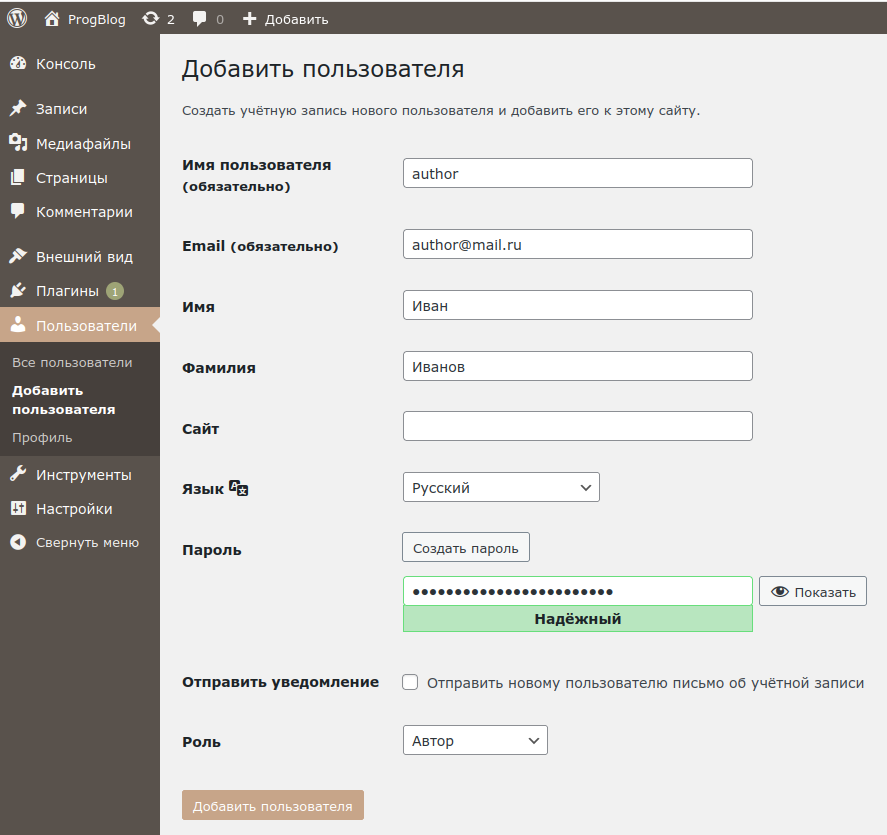 ProgBlog 2 0 Добавить
Консоль
Записи
Медиафайлы
Страницы
Комментарии
Внешний вид
Плагины 1
Пользователи
Все пользователи
Добавить
пользователя
Профиль
Инструменты
Настройки
Свернуть меню
Добавить пользователя
Создать учётную запись нового пользователя и добавить его к этому сайту.
Имя пользователя
(обязательно)
author
Email (обязательно)
author@mail.ru
Имя
Иван
Фамилия
Иванов
Сайт
Язык
Русский
Пароль
Создать пароль
Показать
Надёжный
Отправить уведомление
Отправить новому пользователю письмо об учётной записи
Роль
Автор
Добавить пользователя